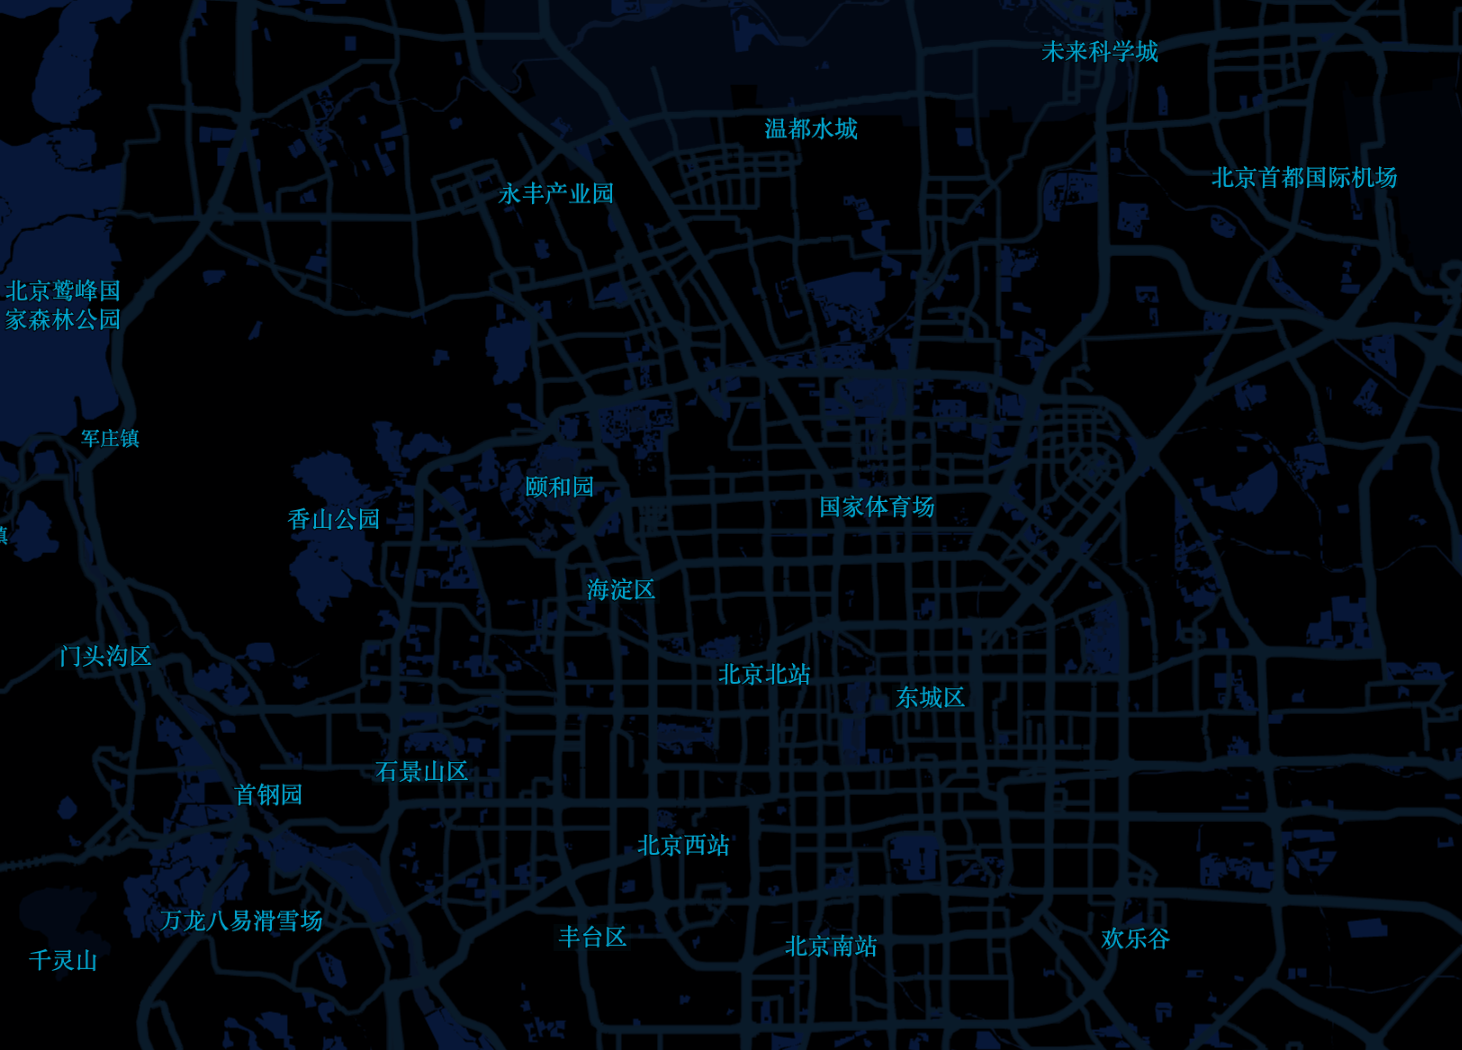 未来科学城
温都水城
北京首都国际机场
永丰产业园
北京鹫峰国
家森林公园
军庄镇
颐和园
国家体育场
香山公园
镇
海淀区
门头沟区
北京北站
东城区
石景山区
首钢园
北京西站
万龙八易滑雪场
丰台区
北京南站
欢乐谷
千灵山